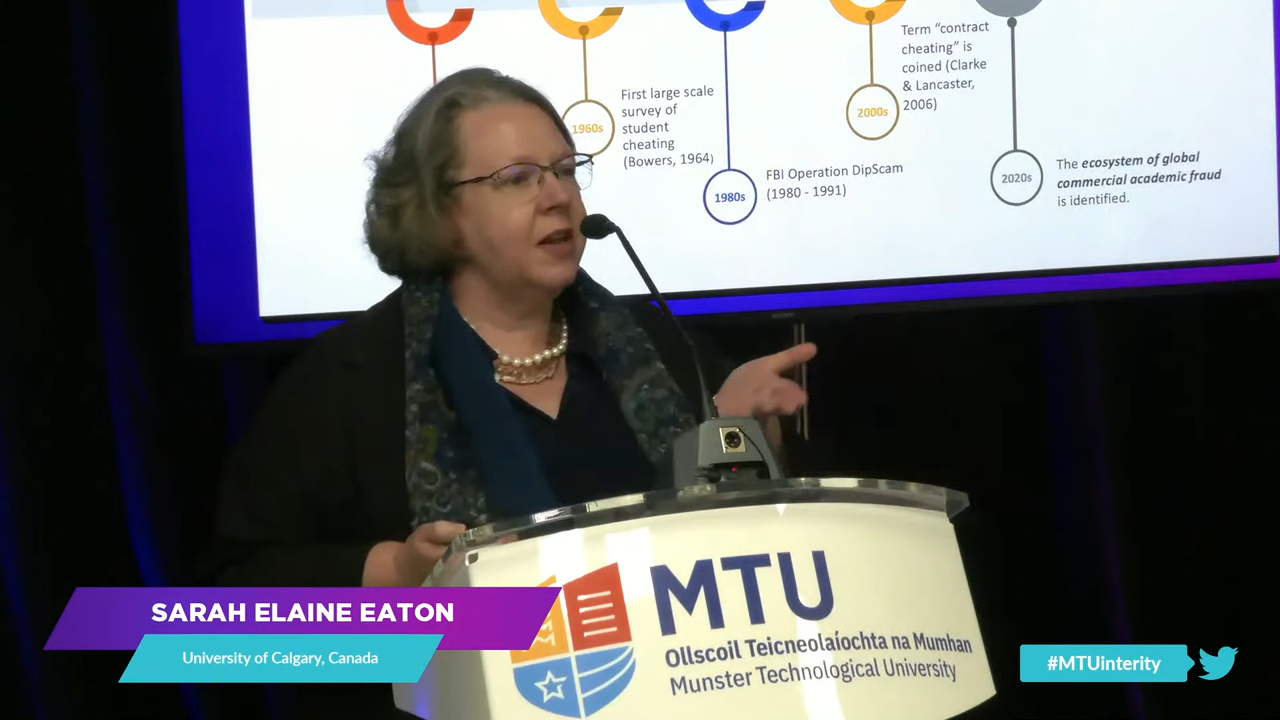 Term “contract
cheating” is
coined (Clarke
& Lancaster,
2006)
First large scale
survey of
student
cheating
(Bowers, 1964)
1960s
2000s
FBI Operation DipScam
(1980 - 1991)
1980s
2020s
The ecosystem of global
commercial academic fraud
is identified.
SONY
MTU
Ollscoil Teicneolaíochta na Mumhan
Munster Technological University
SARAH ELAINE EATON
University of Calgary, Canada
#MTUinterity